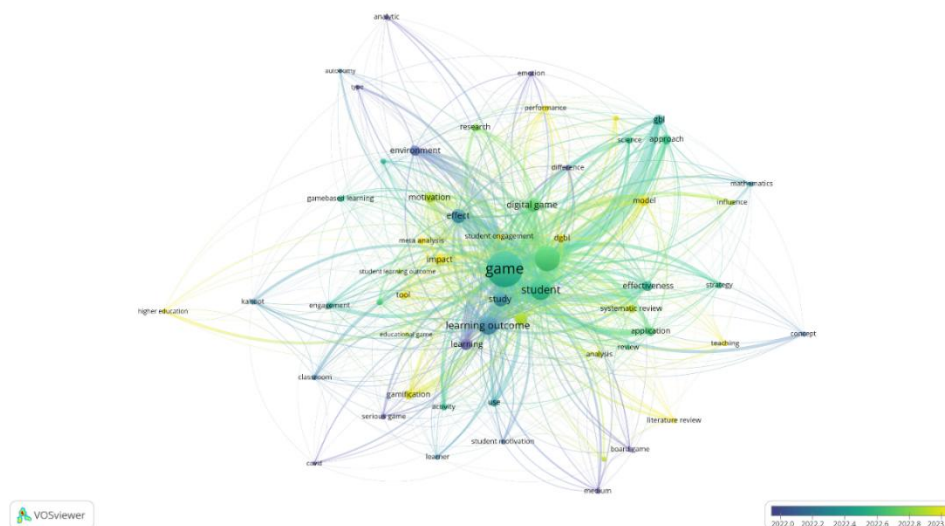 analytic
autonomy
type
emotion
performance
gbl
research
science
approach
environment
difference
mathematics
gamebased learning
motivation
digital game
model
influence
effect
student engagement
dgbl
meta analysis
impact
game
student learning outcome
student
effectiveness
strategy
tool
study
higher education
kahoot
engagement
systematic review
learning outcome
application
educational game
concept
learning
review
teaching
analysis
classroom
gamification
activity
use
serious game
literature review
student motivation
board game
learner
covid
medium
VOSviewer
2022.0 2022.2 2022.4 2022.6 2022.8